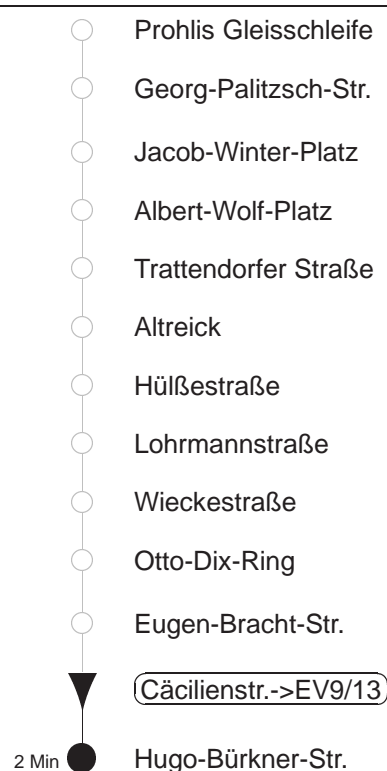 Prohlis Gleisschleife
Georg-Palitzsch-Str.
Jacob-Winter-Platz
Albert-Wolf-Platz
Trattendorfer Straße
Altreick
Hülßestraße
Lohrmannstraße
Wieckestraße
Otto-Dix-Ring
Eugen-Bracht-Str.
Cäcilienstr.->EV9/13
2 Min Hugo-Bürkner-Str.